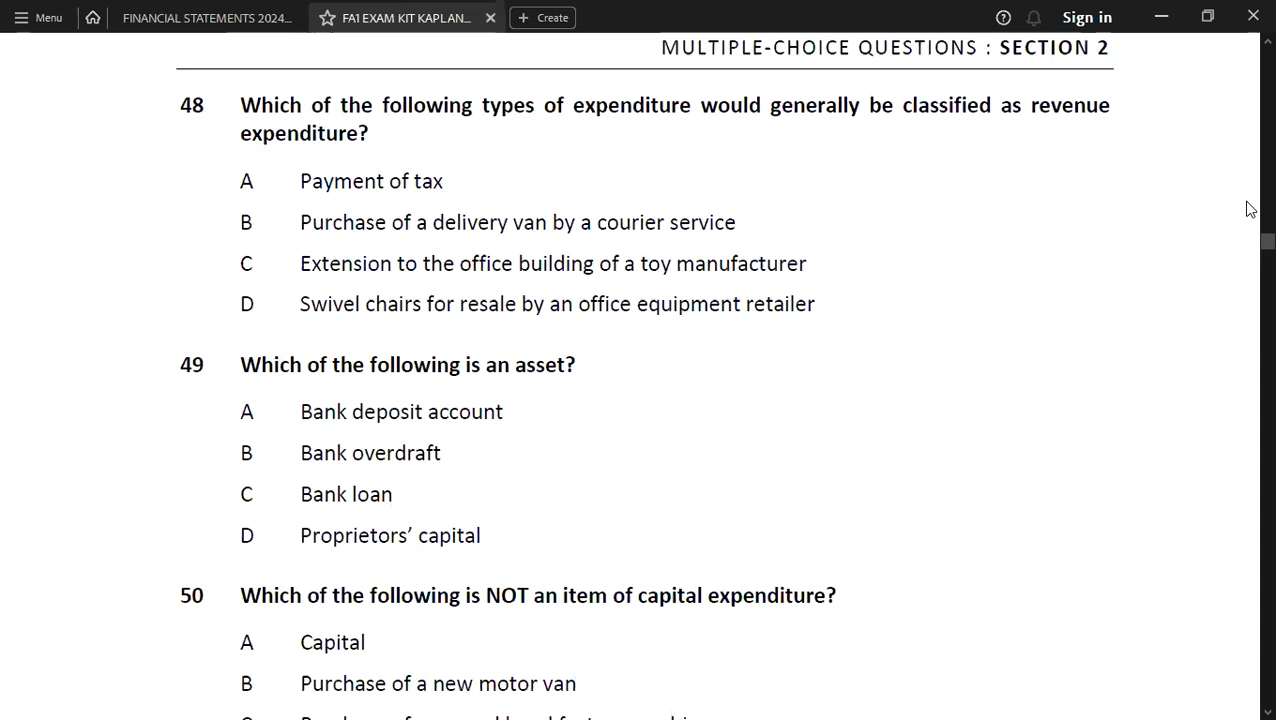 Menu
FINANCIAL STATEMENTS 2024...
FA1 EXAM KIT KAPLAN...
Create
Sign in
MULTIPLE-CHOICE QUESTIONS : SECTION 2
48 Which of the following types of expenditure would generally be classified as revenue
expenditure?
A Payment of tax
B Purchase of a delivery van by a courier service
C Extension to the office building of a toy manufacturer
D Swivel chairs for resale by an office equipment retailer
49 Which of the following is an asset?
A Bank deposit account
B Bank overdraft
C Bank loan
D Proprietors’ capital
50 Which of the following is NOT an item of capital expenditure?
A Capital
B Purchase of a new motor van